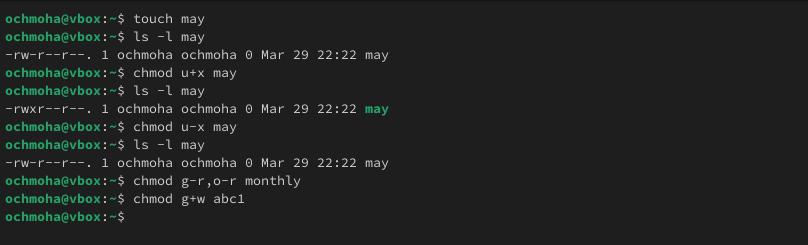 ochmoha@vbox:~$ touch may
ochmoha@vbox:~$ ls -l may
-rw-r--r--. 1 ochmoha ochmoha 0 Mar 29 22:22 may
ochmoha@vbox:~$ chmod u+x may
ochmoha@vbox:~$ ls -l may
-rwxr--r--. 1 ochmoha ochmoha 0 Mar 29 22:22 may
ochmoha@vbox:~$ chmod u-x may
ochmoha@vbox:~$ ls -l may
-rw-r--r--. 1 ochmoha ochmoha 0 Mar 29 22:22 may
ochmoha@vbox:~$ chmod g-r,o-r monthly
ochmoha@vbox:~$ chmod g+w abc1
ochmoha@vbox:~$